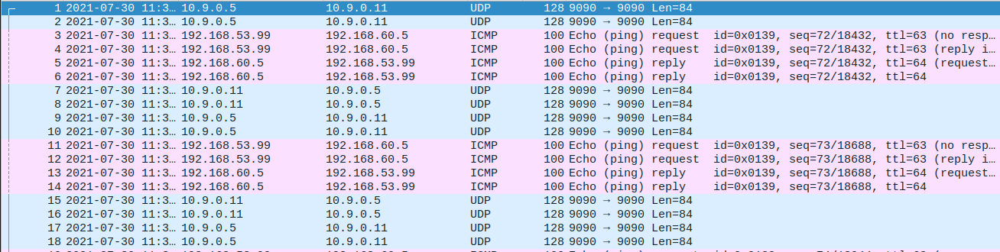 1 2021-07-30 11:3… 10.9.0.5 10.9.0.11 UDP 128 9090 → 9090 Len=84
2 2021-07-30 11:3… 10.9.0.5 10.9.0.11 UDP 128 9090 → 9090 Len=84
3 2021-07-30 11:3… 192.168.53.99 192.168.60.5 ICMP 100 Echo (ping) request id=0x0139, seq=72/18432, ttl=63 (no resp…
4 2021-07-30 11:3… 192.168.53.99 192.168.60.5 ICMP 100 Echo (ping) request id=0x0139, seq=72/18432, ttl=63 (reply i…
5 2021-07-30 11:3… 192.168.60.5 192.168.53.99 ICMP 100 Echo (ping) reply id=0x0139, seq=72/18432, ttl=64 (request…
6 2021-07-30 11:3… 192.168.60.5 192.168.53.99 ICMP 100 Echo (ping) reply id=0x0139, seq=72/18432, ttl=64
7 2021-07-30 11:3… 10.9.0.11 10.9.0.5 UDP 128 9090 → 9090 Len=84
8 2021-07-30 11:3… 10.9.0.11 10.9.0.5 UDP 128 9090 → 9090 Len=84
9 2021-07-30 11:3… 10.9.0.5 10.9.0.11 UDP 128 9090 → 9090 Len=84
10 2021-07-30 11:3… 10.9.0.5 10.9.0.11 UDP 128 9090 → 9090 Len=84
11 2021-07-30 11:3… 192.168.53.99 192.168.60.5 ICMP 100 Echo (ping) request id=0x0139, seq=73/18688, ttl=63 (no resp…
12 2021-07-30 11:3… 192.168.53.99 192.168.60.5 ICMP 100 Echo (ping) request id=0x0139, seq=73/18688, ttl=63 (reply i…
13 2021-07-30 11:3… 192.168.60.5 192.168.53.99 ICMP 100 Echo (ping) reply id=0x0139, seq=73/18688, ttl=64 (request…
14 2021-07-30 11:3… 192.168.60.5 192.168.53.99 ICMP 100 Echo (ping) reply id=0x0139, seq=73/18688, ttl=64
15 2021-07-30 11:3… 10.9.0.11 10.9.0.5 UDP 128 9090 → 9090 Len=84
16 2021-07-30 11:3… 10.9.0.11 10.9.0.5 UDP 128 9090 → 9090 Len=84
17 2021-07-30 11:3… 10.9.0.5 10.9.0.11 UDP 128 9090 → 9090 Len=84
18 2021-07-30 11:3… 10.9.0.5 10.9.0.11 UDP 128 9090 → 9090 Len=84